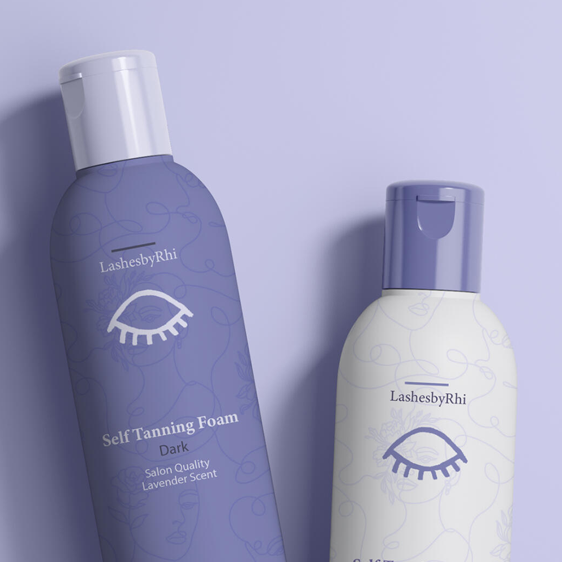 LashesbyRhi
Self Tanning Foam
Dark
Salon Quality
Lavender Scent
LashesbyRhi